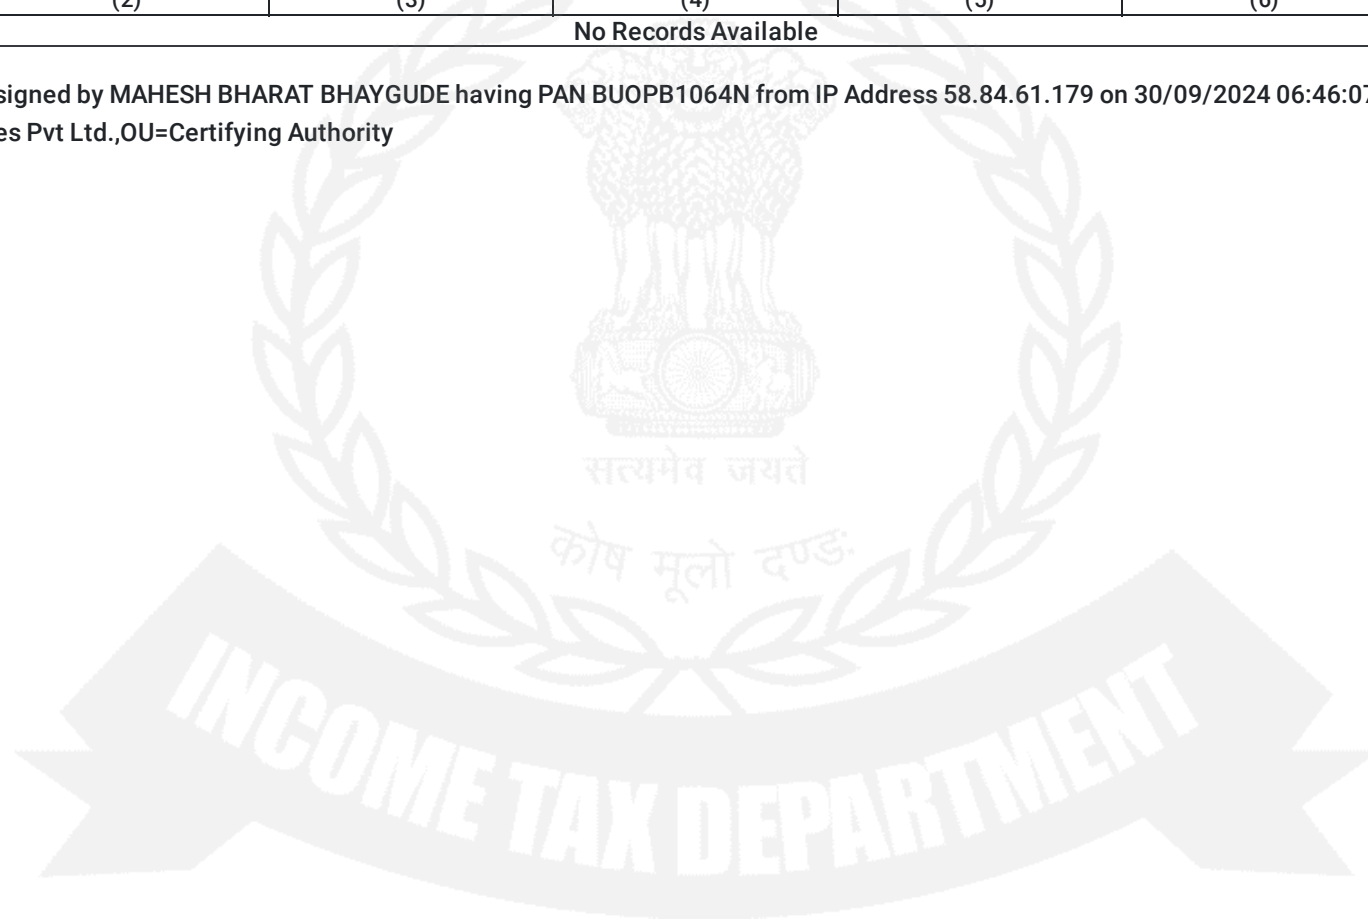 (2) (3) (4) (5) (6)
No Records Available
signed by MAHESH BHARAT BHAYGUDE having PAN BUOPB1064N from IP Address 58.84.61.179 on 30/09/2024 06:46:07
es Pvt Ltd.,OU=Certifying Authority
सत्यमेव जयते
कोष मूलो दण्डः
INCOME TAX DEPARTMENT